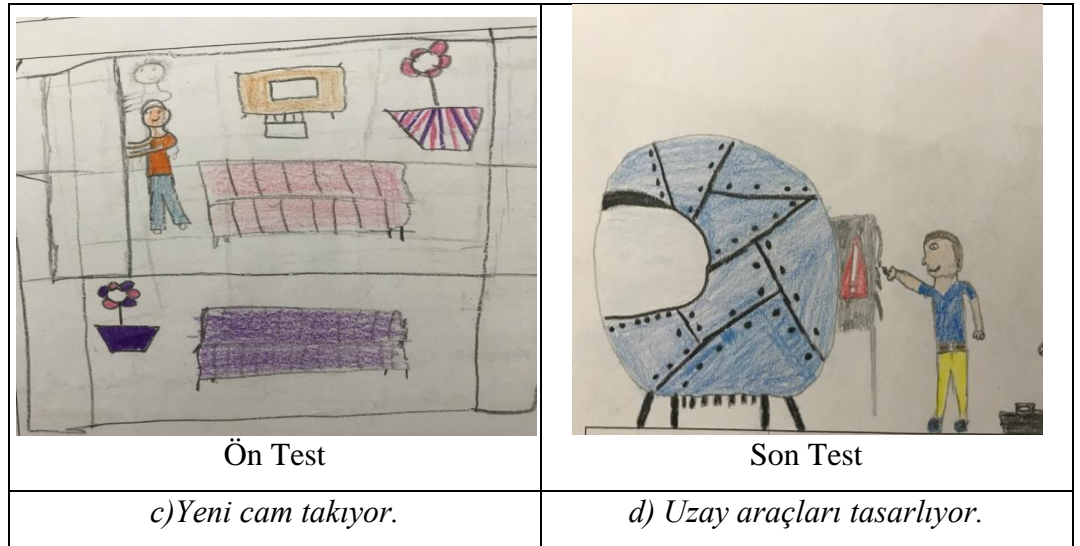 Ön Test
Son Test
c)Yeni cam takıyor.
d) Uzay araçları tasarlıyor.